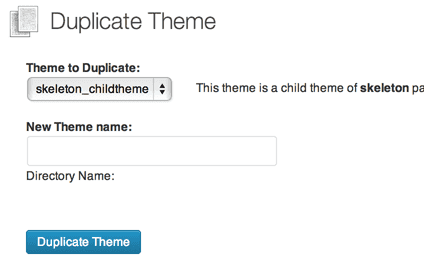 Duplicate Theme
Theme to Duplicate:
skeleton_childtheme This theme is a child theme of skeleton
New Theme name:
Directory Name:
Duplicate Theme